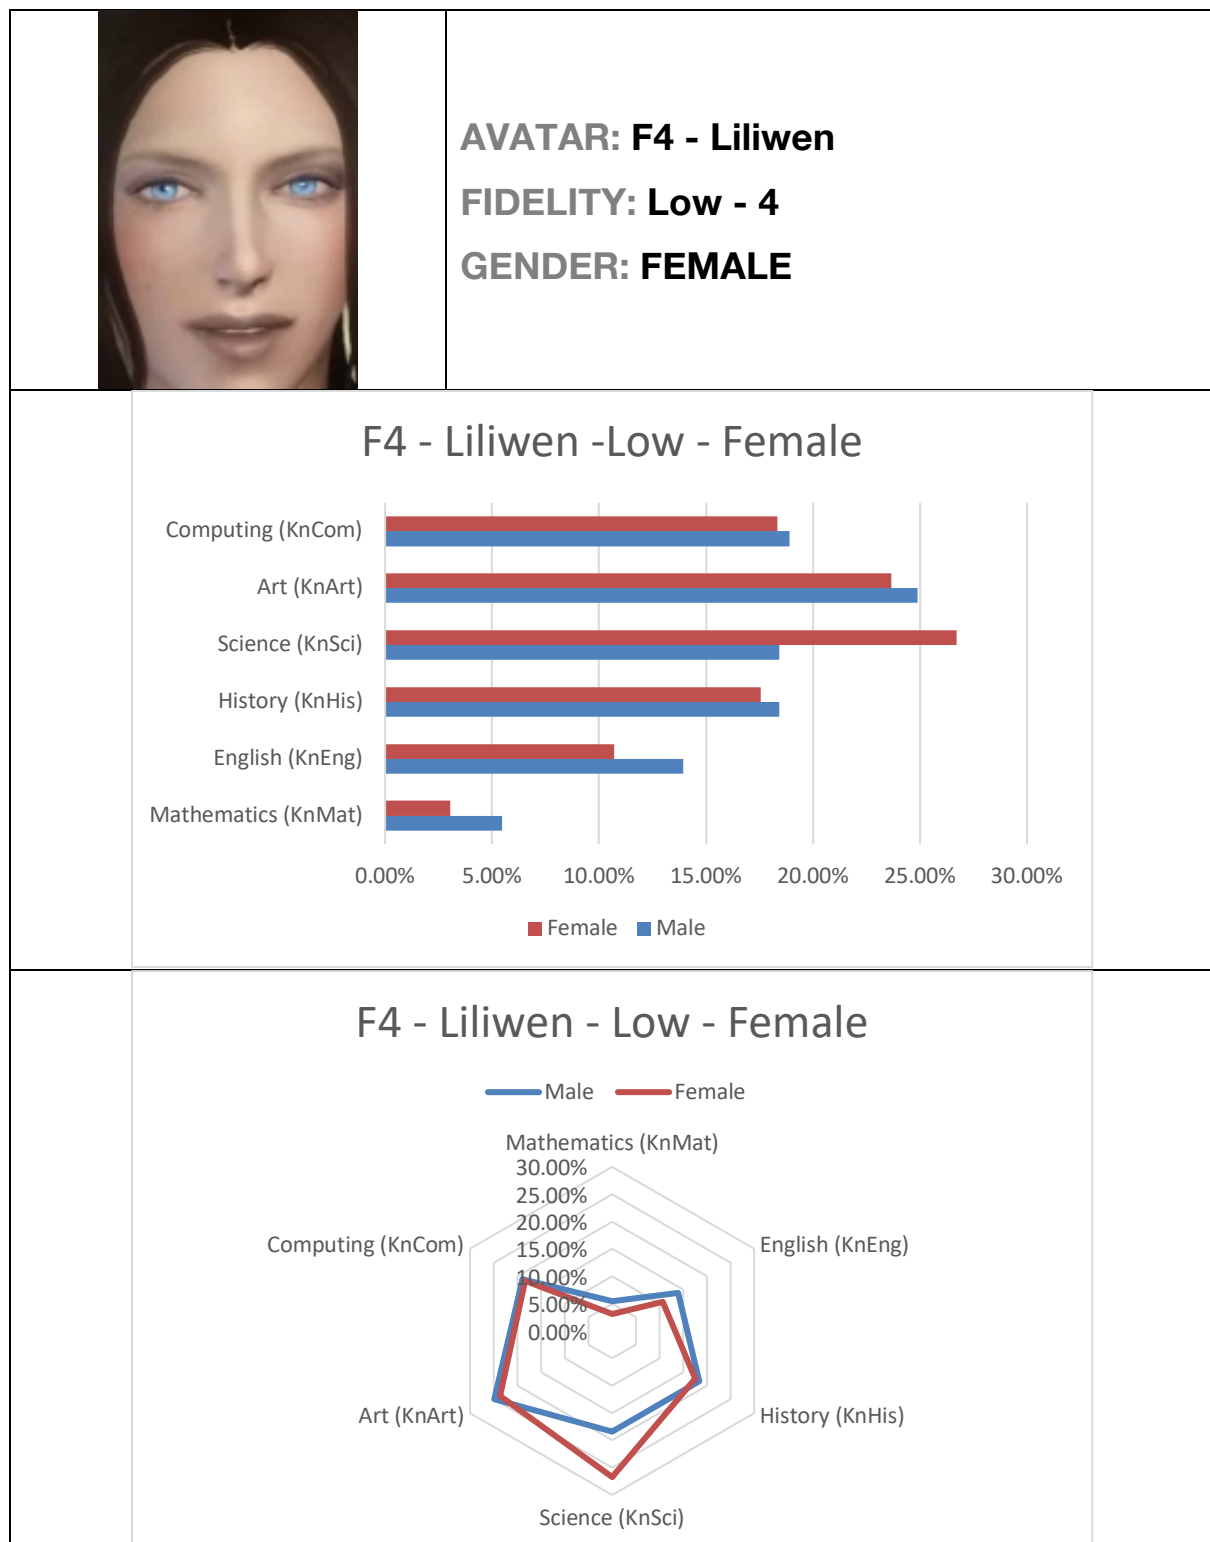 AVATAR: F4 - Liliwen
FIDELITY: Low - 4
GENDER: FEMALE
F4 - Liliwen -Low - Female
Computing (KnCom)
Art (KnArt)
Science (KnSci)
History (KnHis)
English (KnEng)
Mathematics (KnMat)
0.00% 5.00% 10.00% 15.00% 20.00% 25.00% 30.00%
Female Male
F4 - Liliwen - Low - Female
Male Female
Mathematics (KnMat)
30.00%
25.00%
20.00%
15.00%
10.00%
5.00%
0.00%
Computing (KnCom)
English (KnEng)
Art (KnArt)
History (KnHis)
Science (KnSci)